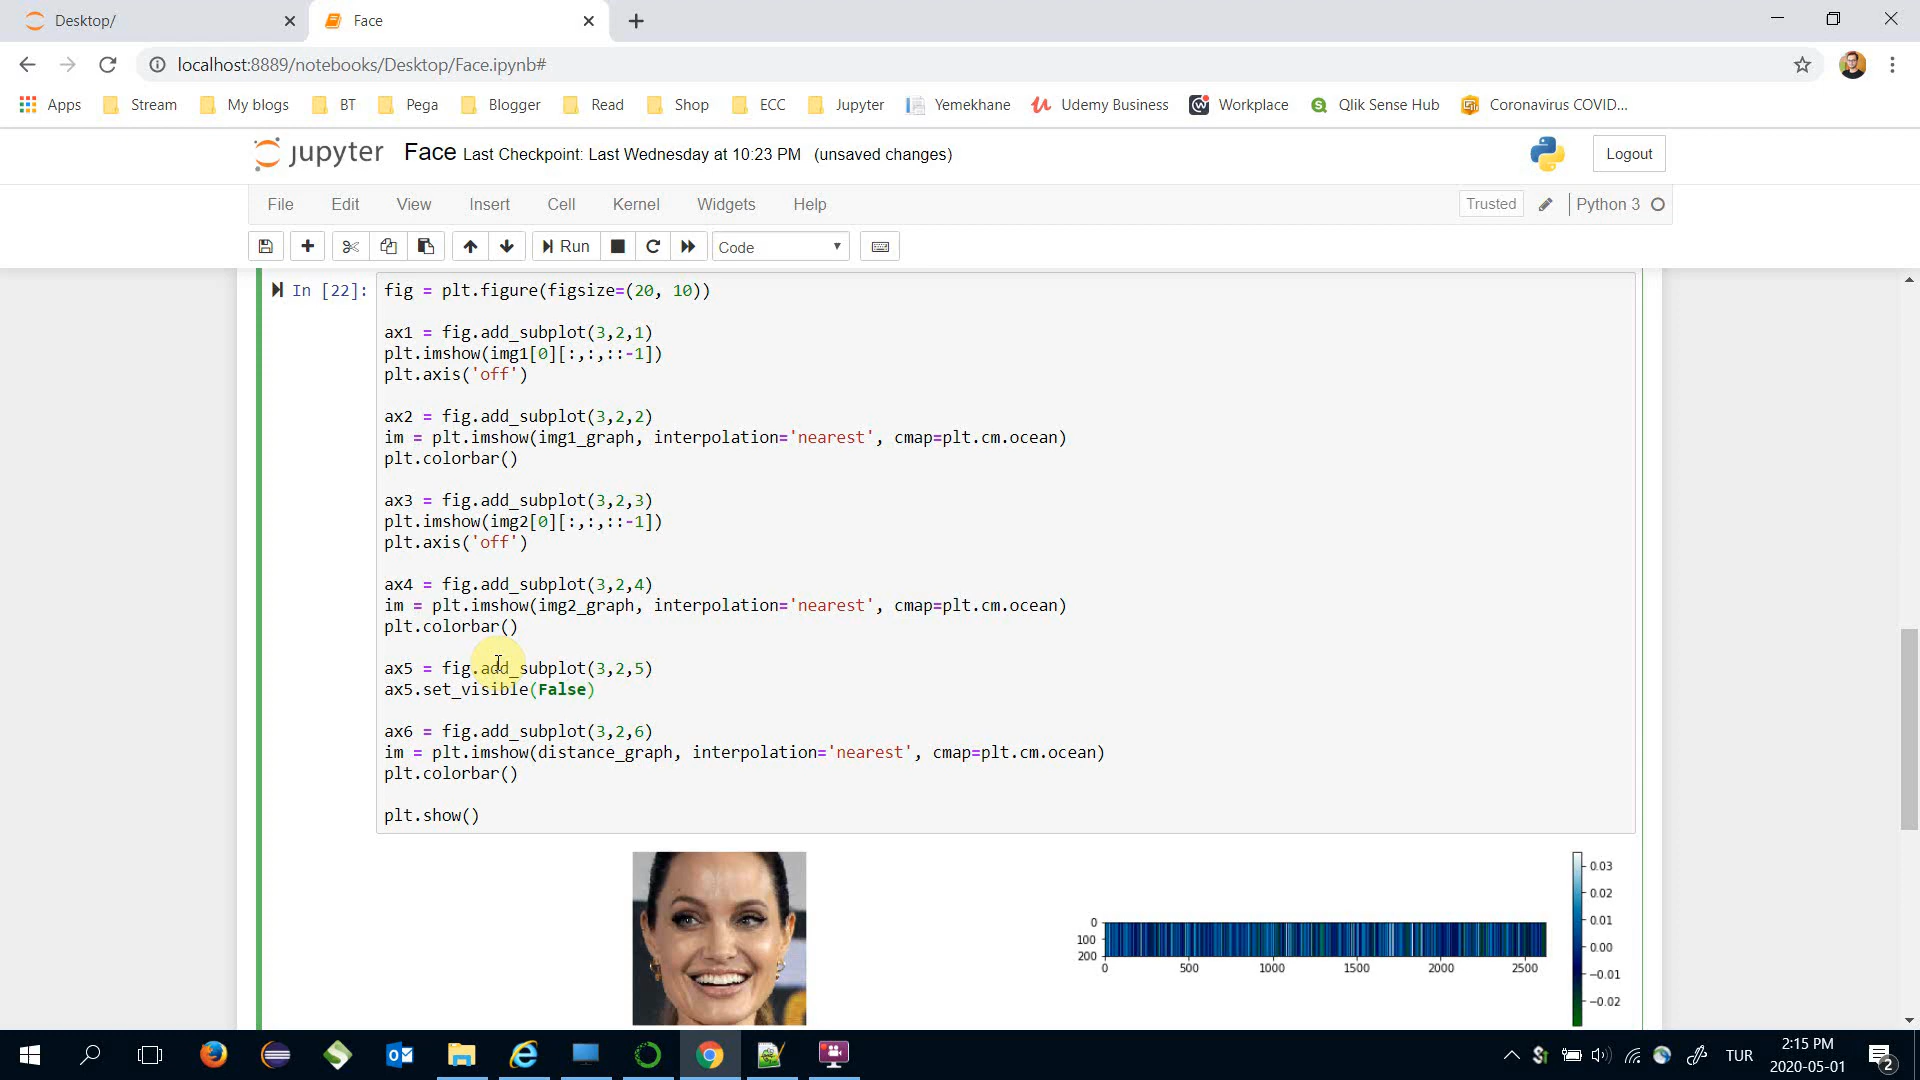 Desktop/
Face
localhost:8889/notebooks/Desktop/Face.ipynb#
Apps Stream My blogs BT Pega Blogger Read Shop ECC Jupyter Yemekhane Udemy Business Workplace Qlik Sense Hub Coronavirus COVID...
jupyter Face Last Checkpoint: Last Wednesday at 10:23 PM (unsaved changes)
Logout
File Edit View Insert Cell Kernel Widgets Help
Trusted Python 3
Run Code
In [22]: fig = plt.figure(figsize=(20, 10))
ax1 = fig.add_subplot(3,2,1)
plt.imshow(img1[0][:,:,::-1])
plt.axis('off')
ax2 = fig.add_subplot(3,2,2)
im = plt.imshow(img1_graph, interpolation='nearest', cmap=plt.cm.ocean)
plt.colorbar()
ax3 = fig.add_subplot(3,2,3)
plt.imshow(img2[0][:,:,::-1])
plt.axis('off')
ax4 = fig.add_subplot(3,2,4)
im = plt.imshow(img2_graph, interpolation='nearest', cmap=plt.cm.ocean)
plt.colorbar()
ax5 = fig.add_subplot(3,2,5)
ax5.set_visible(False)
ax6 = fig.add_subplot(3,2,6)
im = plt.imshow(distance_graph, interpolation='nearest', cmap=plt.cm.ocean)
plt.colorbar()
plt.show()
0
100
200
0 500 1000 1500 2000 2500
0.03
0.02
0.01
0.00
−0.01
−0.02
TUR
2:15 PM
2020-05-01
2